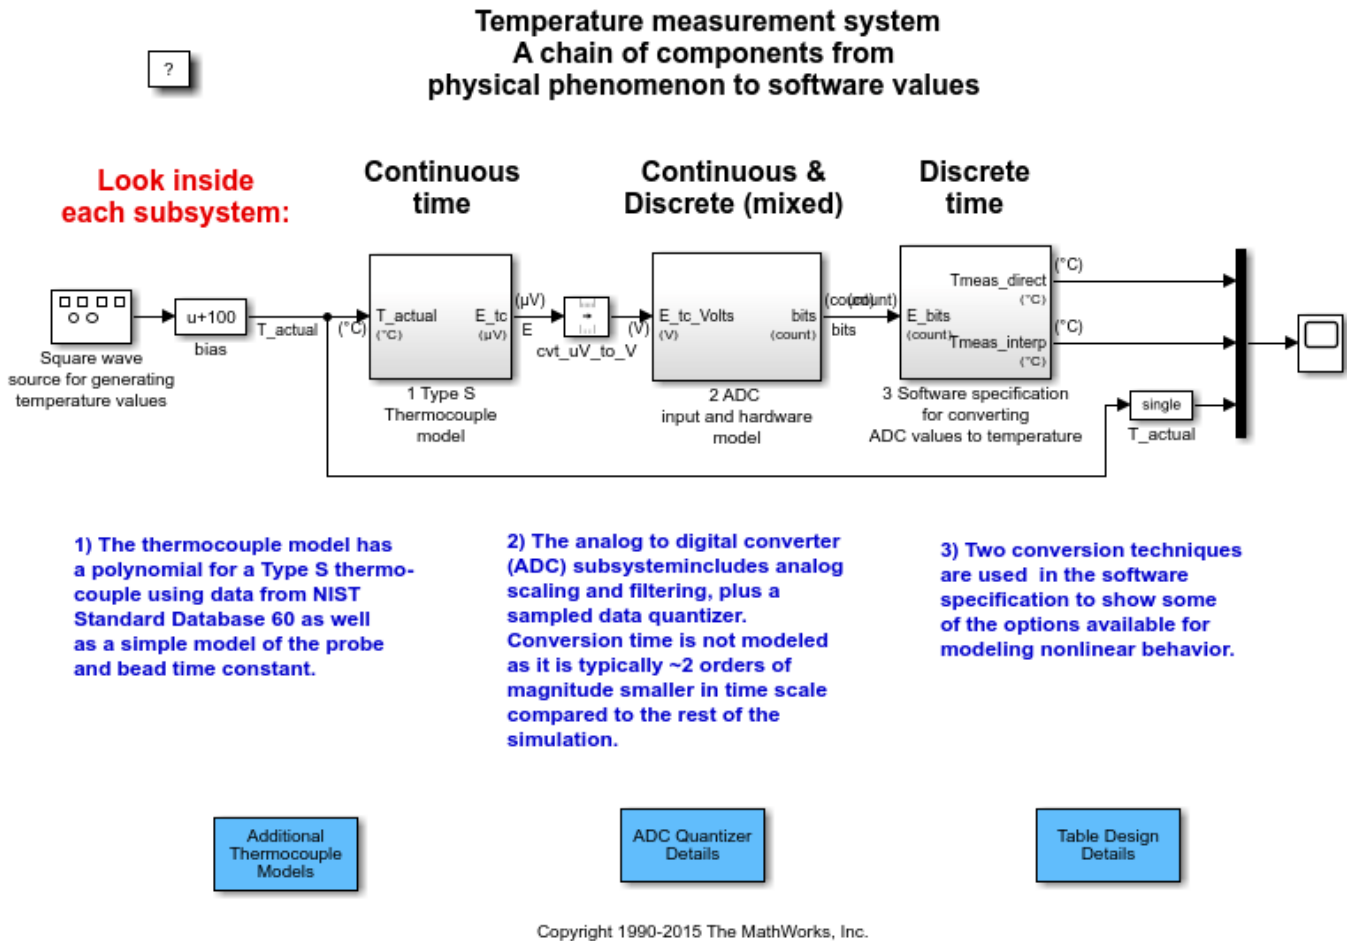 Temperature measurement system
A chain of components from
physical phenomenon to software values
?
Look inside
each subsystem:
Continuous
time
Continuous &
Discrete (mixed)
Discrete
time
Square wave
source for generating
temperature values
u+100
bias
T_actual
(°C)
T_actual
(°C)
E_tc
(µV)
1 Type S
Thermocouple
model
(µV)
E
cvt_uV_to_V
(V)
E_tc_Volts
(V)
bits
(count)
2 ADC
input and hardware
model
(count)
(count)
bits
E_bits
(count)
Tmeas_direct
(°C)
Tmeas_interp
(°C)
3 Software specification
for converting
ADC values to temperature
(°C)
(°C)
single
T_actual
1) The thermocouple model has
a polynomial for a Type S thermo-
couple using data from NIST
Standard Database 60 as well
as a simple model of the probe
and bead time constant.
2) The analog to digital converter
(ADC) subsystemincludes analog
scaling and filtering, plus a
sampled data quantizer.
Conversion time is not modeled
as it is typically ~2 orders of
magnitude smaller in time scale
compared to the rest of the
simulation.
3) Two conversion techniques
are used  in the software
specification to show some
of the options available for
modeling nonlinear behavior.
Additional
Thermocouple
Models
ADC Quantizer
Details
Table Design
Details
Copyright 1990-2015 The MathWorks, Inc.